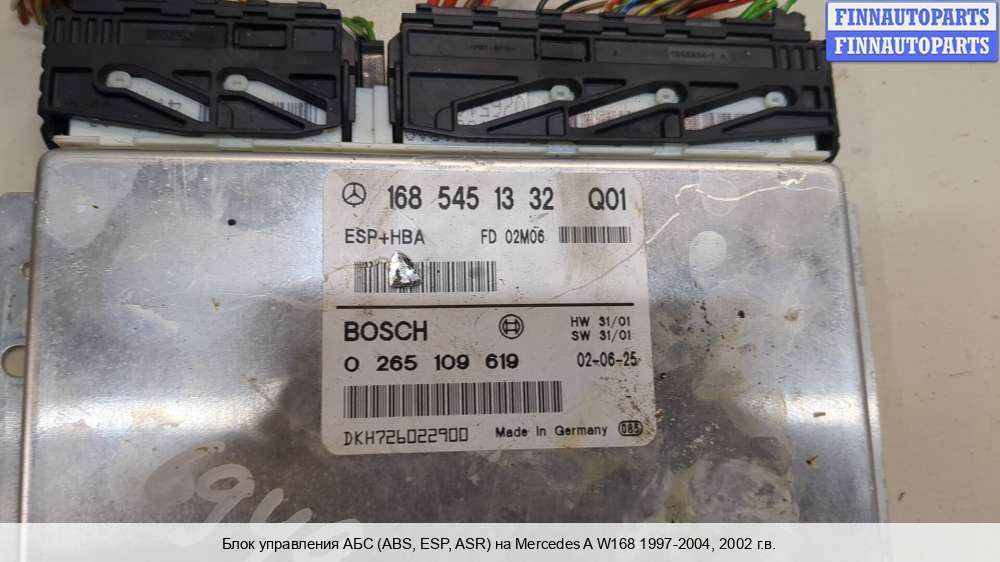 FINNAUTOPARTS
FINNAUTOPARTS
168 545 13 32 Q01
ESP+HBA FD 02M06
BOSCH HW 31/01
SW 31/01
0 265 109 619 02-06-25
DKH726022900 Made in Germany 085
Блок управления АБС (ABS, ESP, ASR) на Mercedes A W168 1997-2004, 2002 г.в.